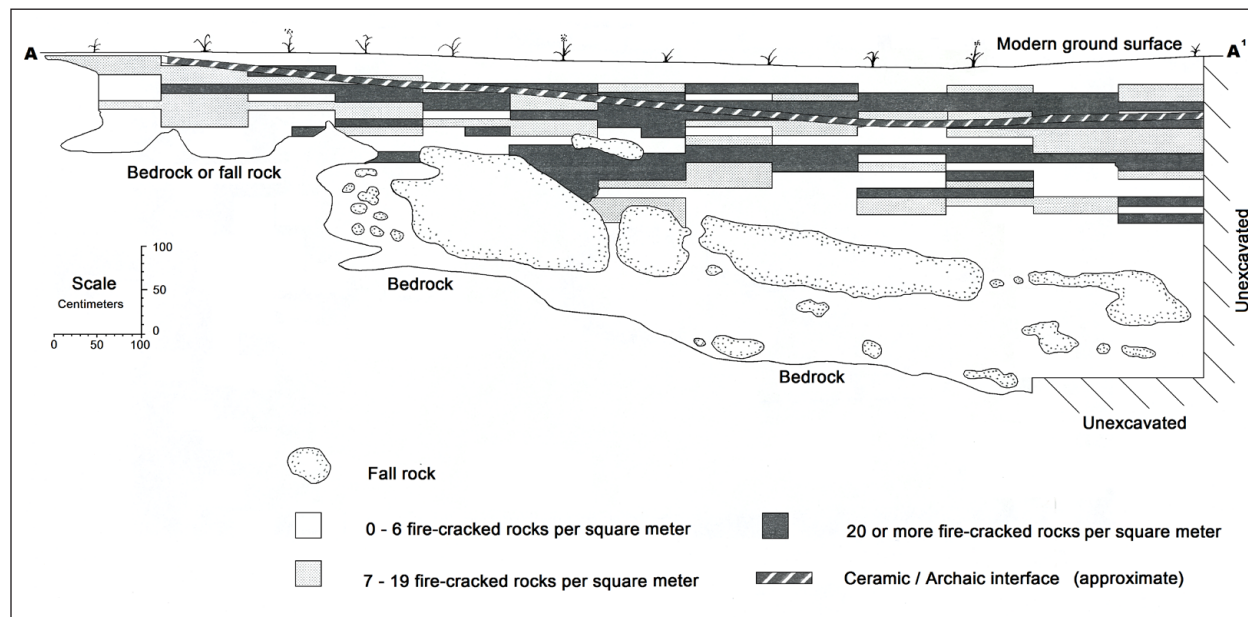 A
Modern ground surface
A¹
Bedrock or fall rock
Scale
Centimeters
100
50
0
0 50 100
Bedrock
Bedrock
Unexcavated
Unexcavated
Fall rock
0 - 6 fire-cracked rocks per square meter
20 or more fire-cracked rocks per square meter
7 - 19 fire-cracked rocks per square meter
Ceramic / Archaic interface (approximate)